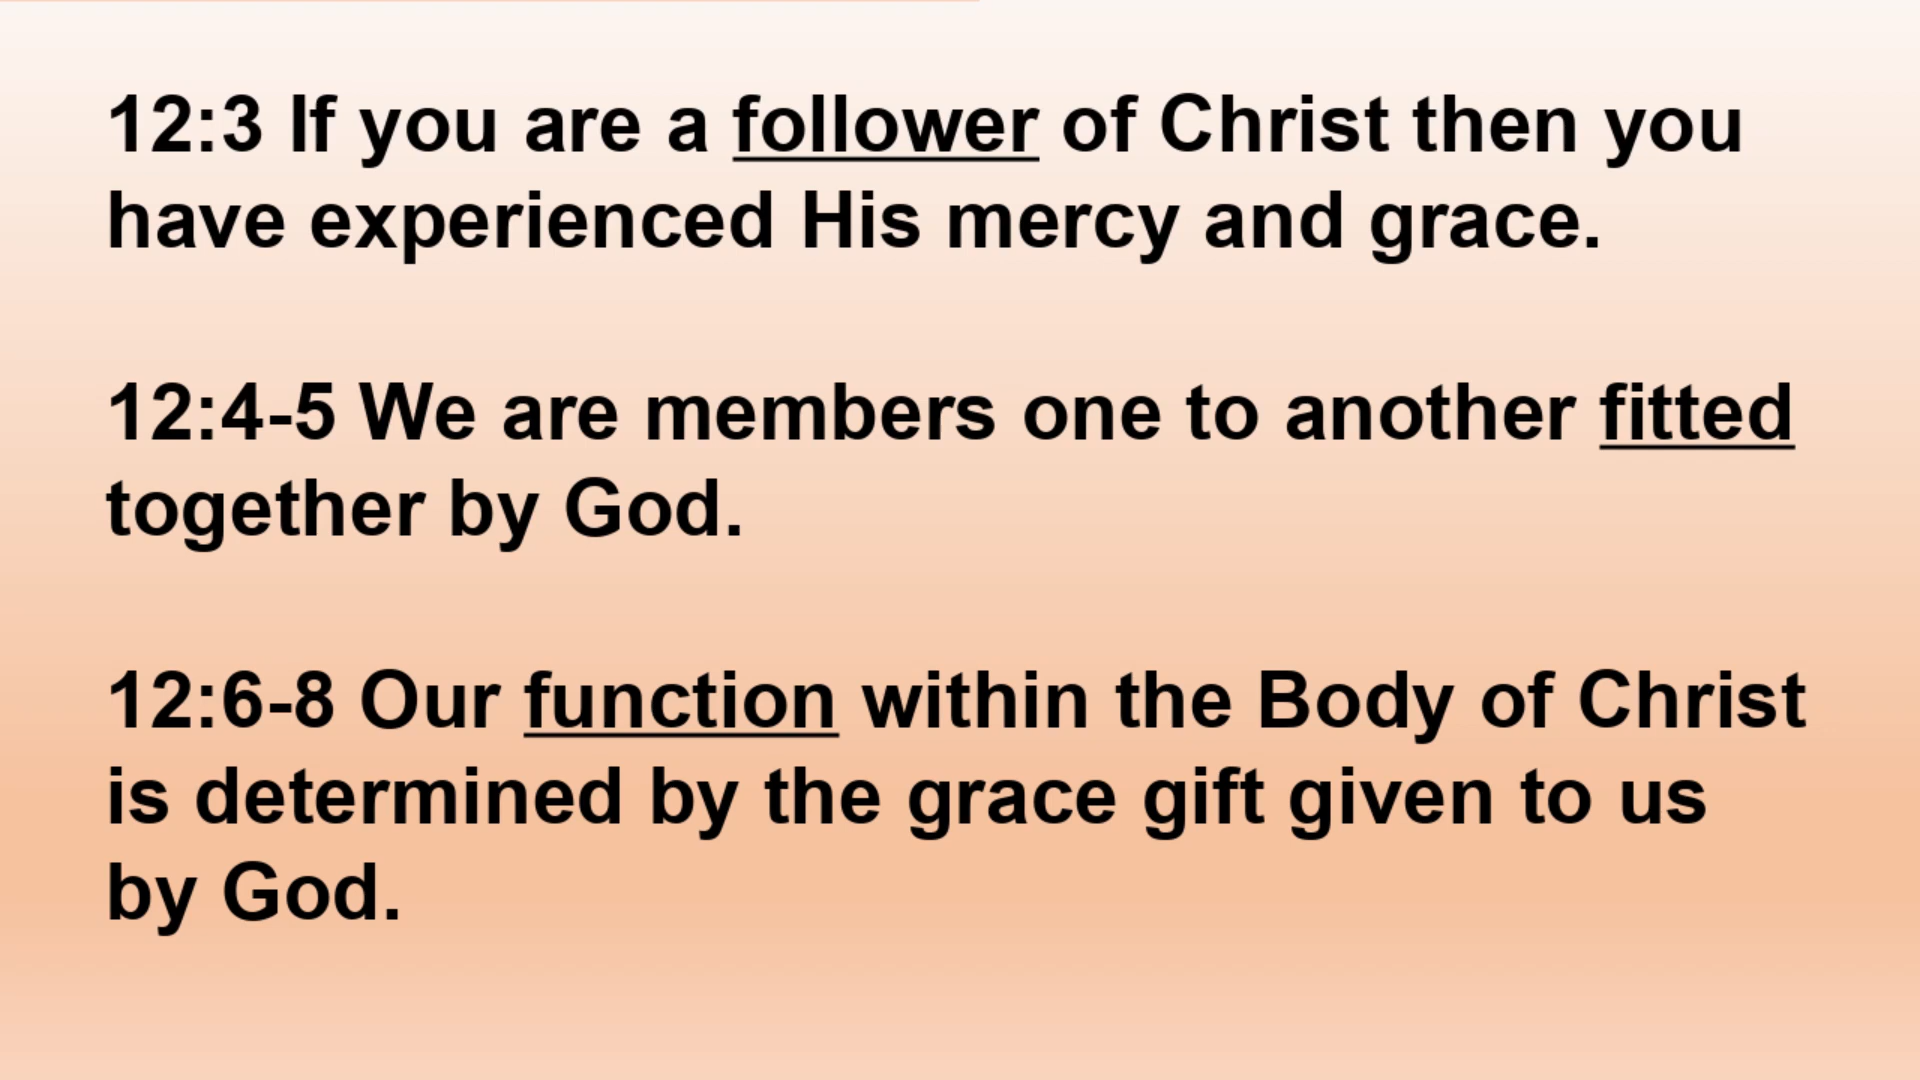 12:3 If you are a follower of Christ then you
have experienced His mercy and grace.
12:4-5 We are members one to another fitted
together by God.
12:6-8 Our function within the Body of Christ
is determined by the grace gift given to us
by God.